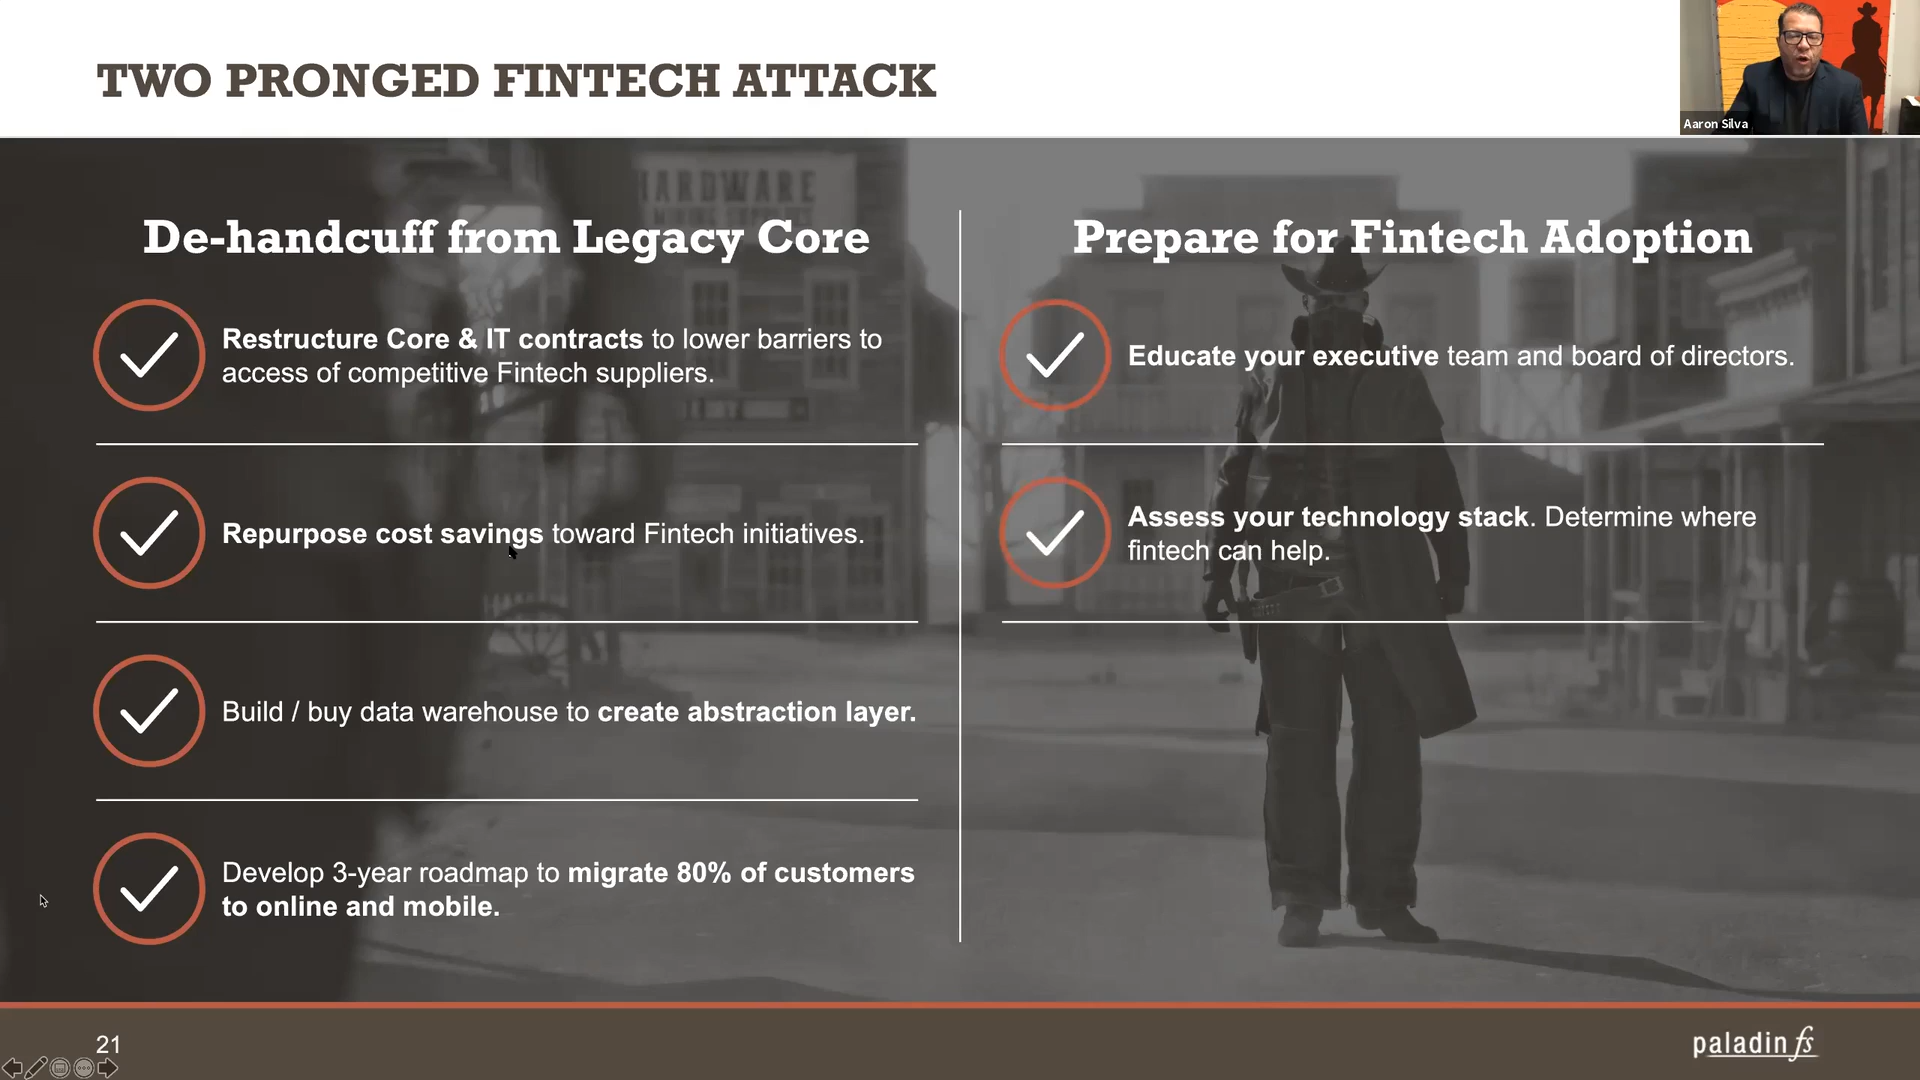 TWO PRONGED FINTECH ATTACK
Aaron Silva
HARDWARE
De-handcuff from Legacy Core
Restructure Core & IT contracts to lower barriers to
access of competitive Fintech suppliers.
Repurpose cost savings toward Fintech initiatives.
Build / buy data warehouse to create abstraction layer.
Develop 3-year roadmap to migrate 80% of customers
to online and mobile.
Prepare for Fintech Adoption
Educate your executive team and board of directors.
Assess your technology stack. Determine where
fintech can help.
21
paladin fs